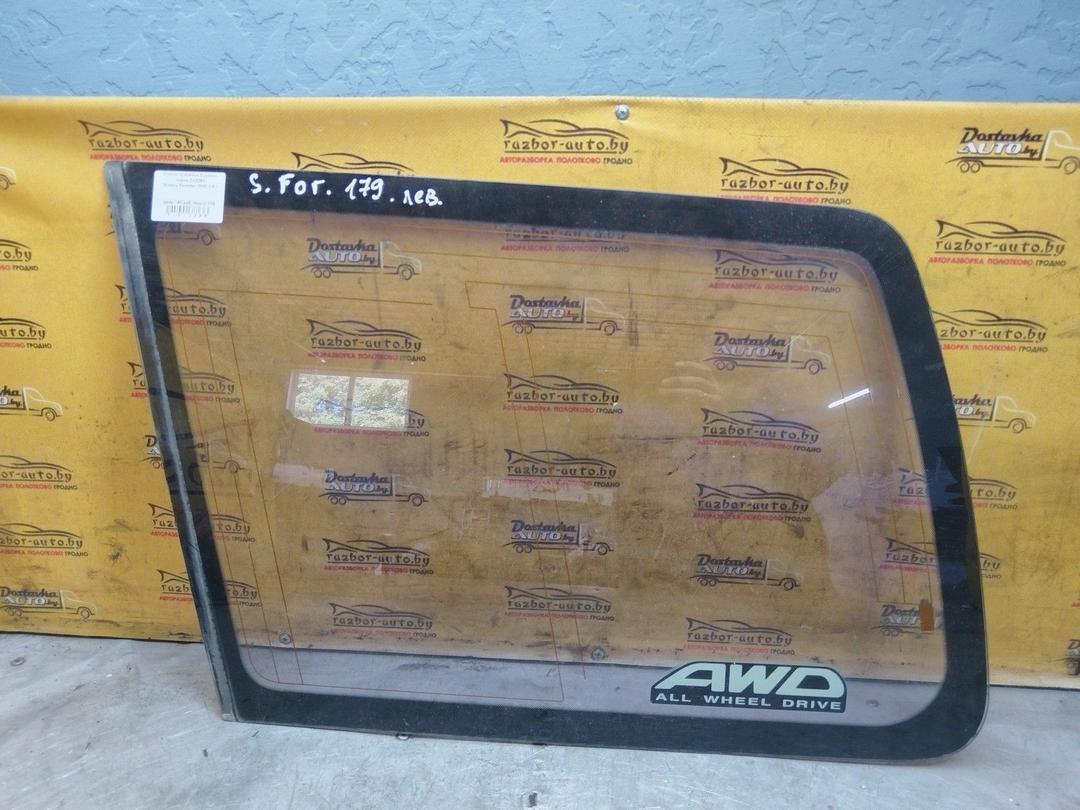 razbor-auto.by
АВТОРАЗБОРКА ПОЛОТКОВО ГРОДНО
Dostavka
AUTO.by
S. For. 179. лев.
AWD
ALL WHEEL DRIVE